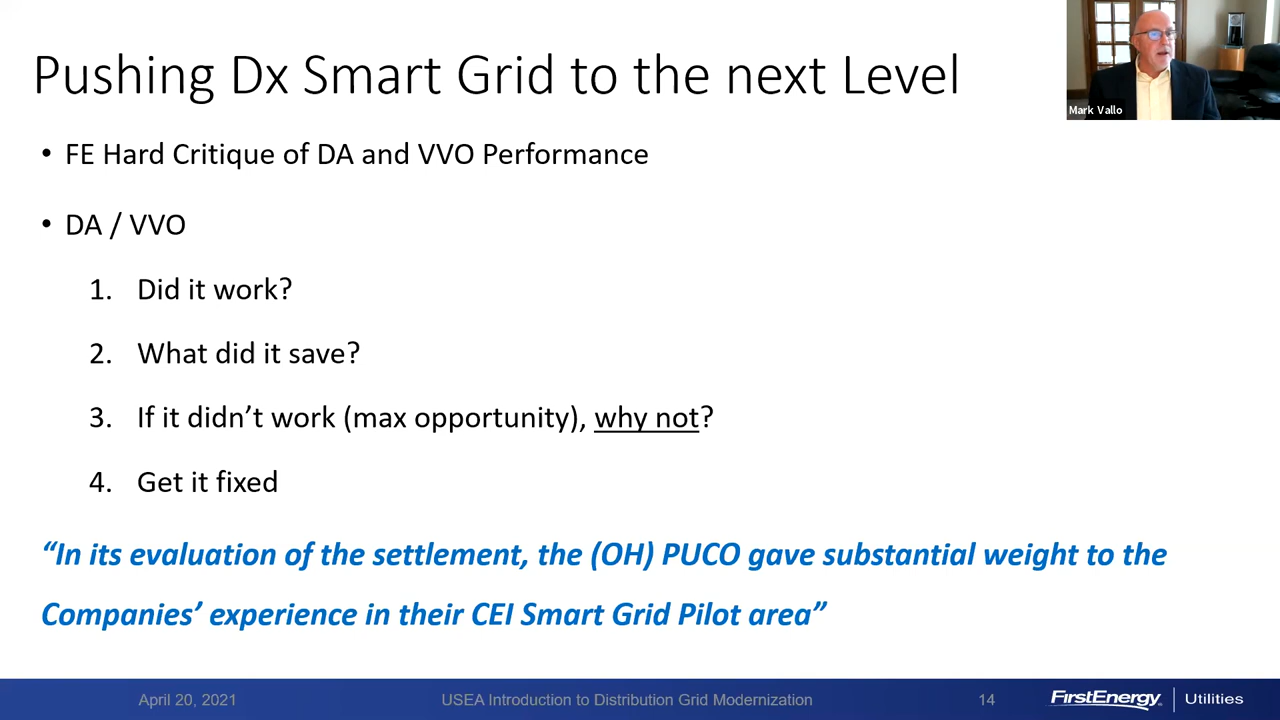 Pushing Dx Smart Grid to the next Level
Mark Vallo
• FE Hard Critique of DA and VVO Performance
• DA / VVO
1. Did it work?
2. What did it save?
3. If it didn’t work (max opportunity), why not?
4. Get it fixed
“In its evaluation of the settlement, the (OH) PUCO gave substantial weight to the
Companies’ experience in their CEI Smart Grid Pilot area”
April 20, 2021 USEA Introduction to Distribution Grid Modernization 14 FirstEnergy Utilities